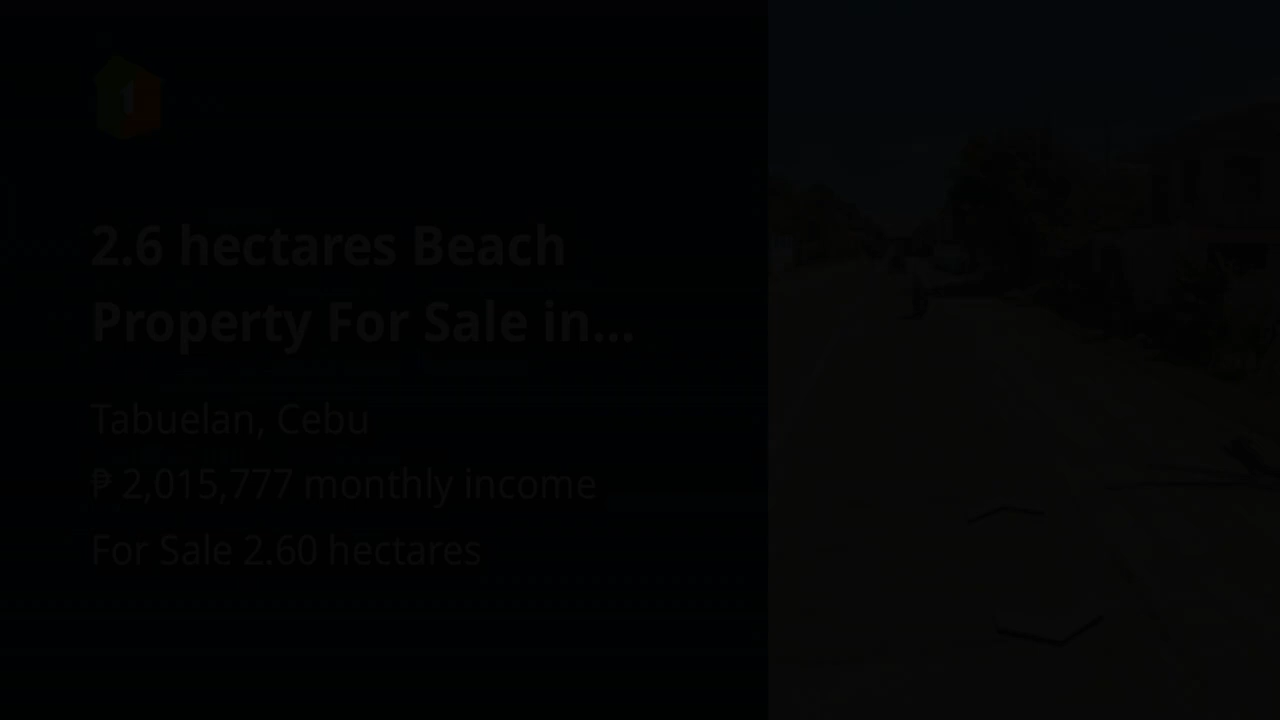 2.6 hectares Beach
Property For Sale in...
Tabuelan, Cebu
₱ 2,015,777 monthly income
For Sale 2.60 hectares